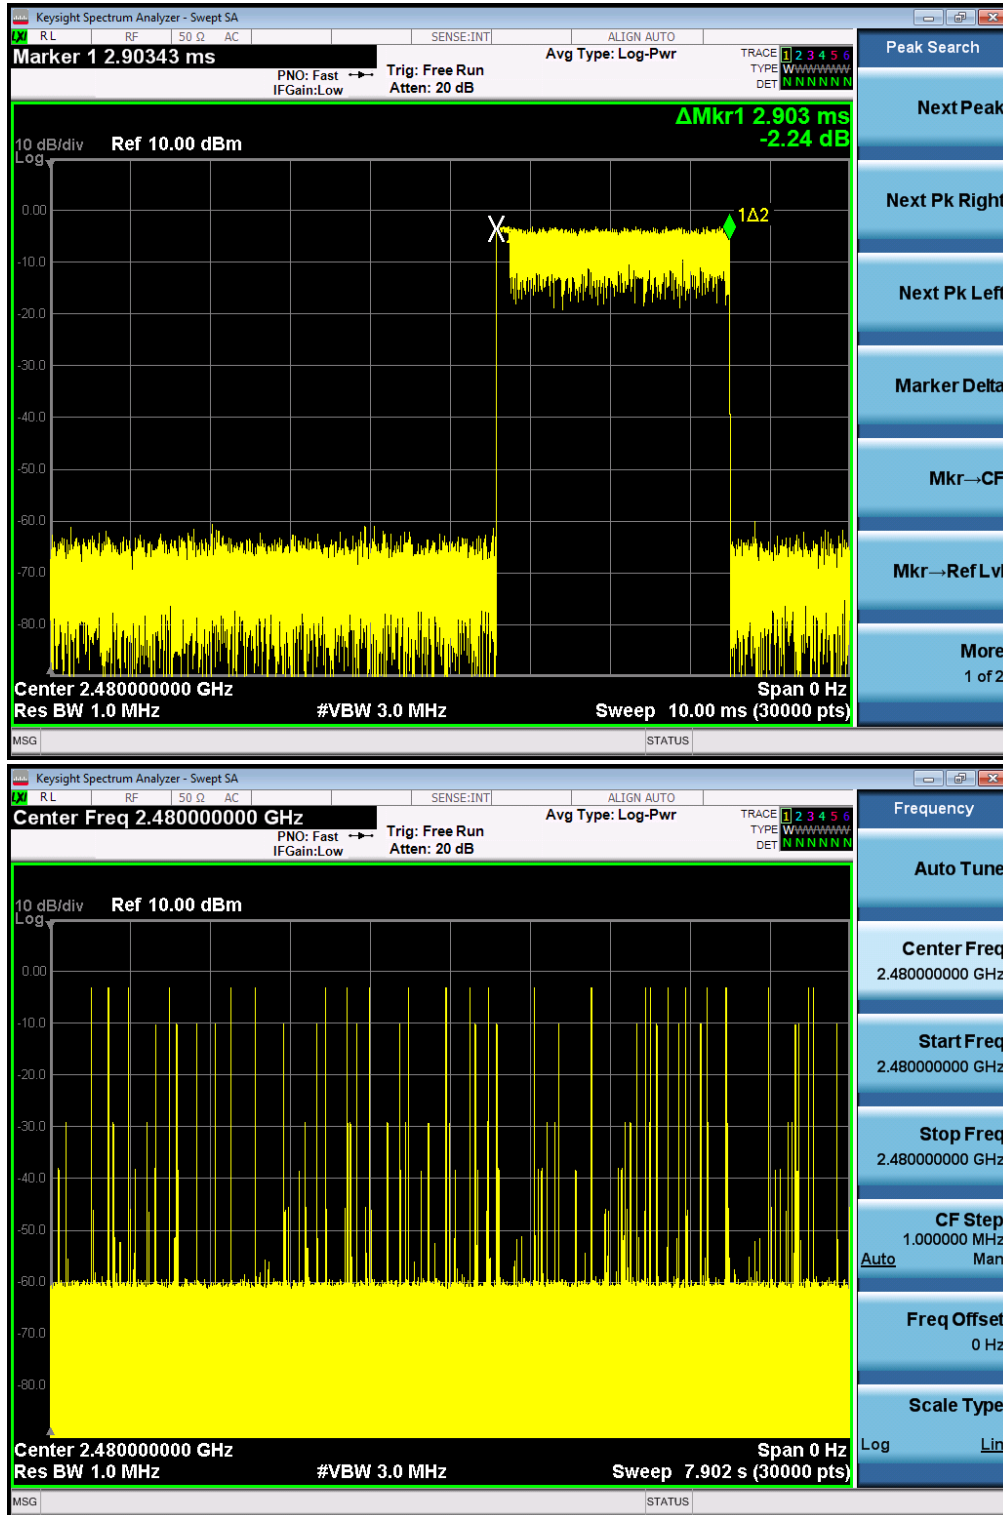 Keysight Spectrum Analyzer - Swept SA
LXI RL RF 50 Ω AC SENSE:INT ALIGN AUTO
Marker 1 2.90343 ms
PNO: Fast
IFGain:Low
Trig: Free Run
Atten: 20 dB
Avg Type: Log-Pwr
TRACE 1 2 3 4 5 6
TYPE WWWWWW
DET N N N N N N
Peak Search
Next Peak
Next Pk Right
Next Pk Left
Marker Delta
Mkr→CF
Mkr→Ref Lvl
More
1 of 2
ΔMkr1 2.903 ms
-2.24 dB
10 dB/div Ref 10.00 dBm
Log
0.00
-10.0
-20.0
-30.0
-40.0
-50.0
-60.0
-70.0
-80.0
1Δ2
Center 2.480000000 GHz Span 0 Hz
Res BW 1.0 MHz #VBW 3.0 MHz Sweep 10.00 ms (30000 pts)
MSG STATUS
Keysight Spectrum Analyzer - Swept SA
LXI RL RF 50 Ω AC SENSE:INT ALIGN AUTO
Center Freq 2.480000000 GHz
PNO: Fast
IFGain:Low
Trig: Free Run
Atten: 20 dB
Avg Type: Log-Pwr
TRACE 1 2 3 4 5 6
TYPE WWWWWW
DET N N N N N N
Frequency
Auto Tune
Center Freq
2.480000000 GHz
Start Freq
2.480000000 GHz
Stop Freq
2.480000000 GHz
CF Step
1.000000 MHz
Auto Man
Freq Offset
0 Hz
Scale Type
Log Lin
10 dB/div Ref 10.00 dBm
Log
0.00
-10.0
-20.0
-30.0
-40.0
-50.0
-60.0
-70.0
-80.0
Center 2.480000000 GHz Span 0 Hz
Res BW 1.0 MHz #VBW 3.0 MHz Sweep 7.902 s (30000 pts)
MSG STATUS